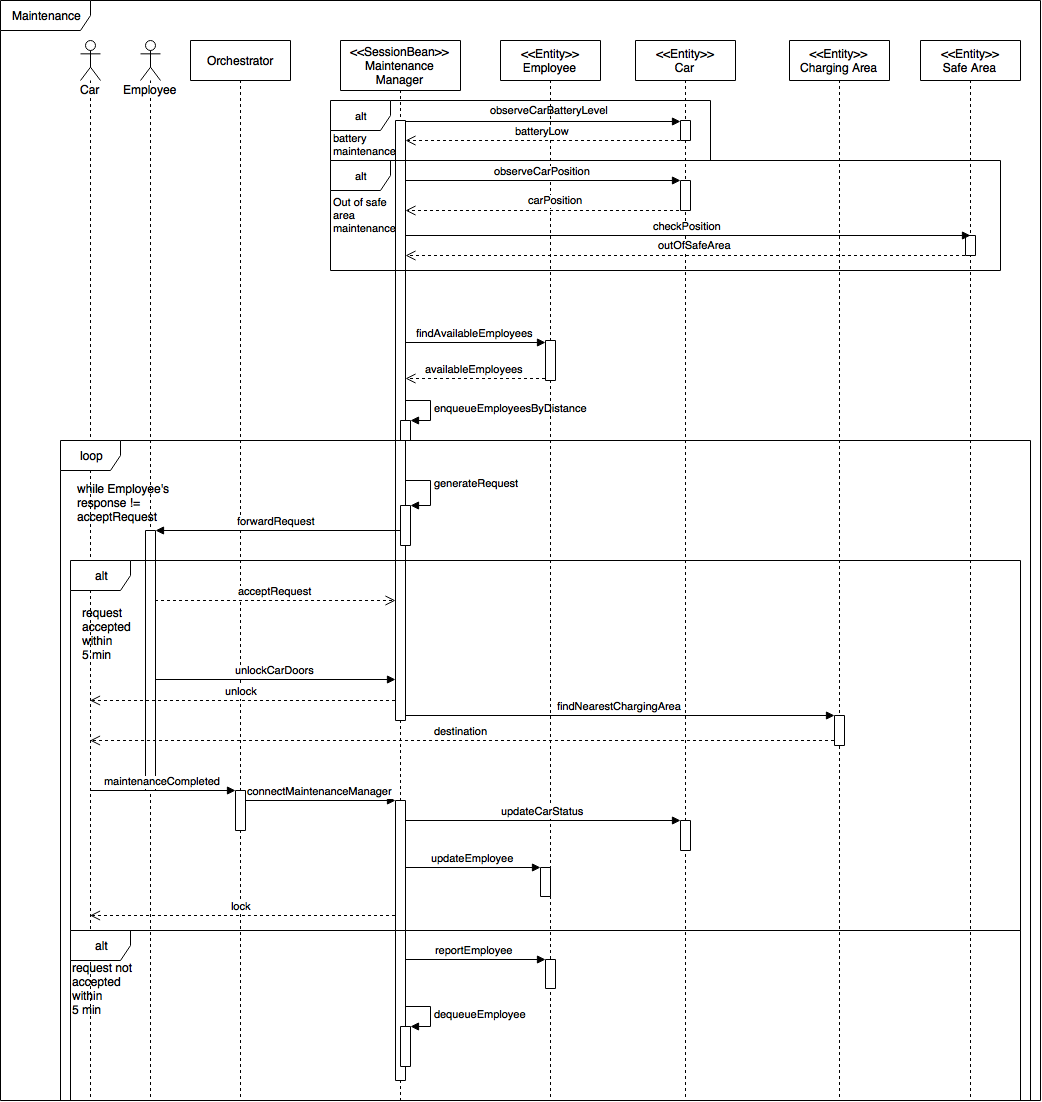 Maintenance
Car
Employee
Orchestrator
<<SessionBean>>
Maintenance
Manager
<<Entity>>
Employee
<<Entity>>
Car
<<Entity>>
Charging Area
<<Entity>>
Safe Area
alt
battery
maintenance
observeCarBatteryLevel
batteryLow
alt
Out of safe
area
maintenance
observeCarPosition
carPosition
checkPosition
outOfSafeArea
findAvailableEmployees
availableEmployees
enqueueEmployeesByDistance
loop
while Employee's
response !=
acceptRequest
generateRequest
forwardRequest
alt
request
accepted
within
5 min
acceptRequest
unlockCarDoors
unlock
findNearestChargingArea
destination
maintenanceCompleted
connectMaintenanceManager
updateCarStatus
updateEmployee
lock
alt
request not
accepted
within
5 min
reportEmployee
dequeueEmployee